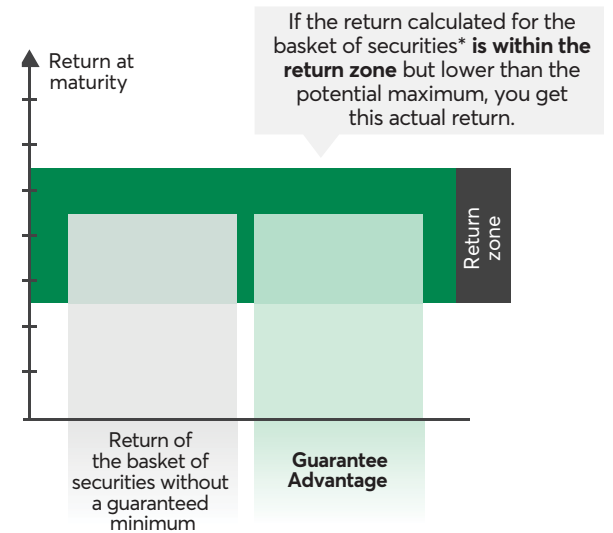 If the return calculated for the
basket of securities* is within the
return zone but lower than the
potential maximum, you get
this actual return.
Return at
maturity
Return
zone
Return of
the basket of
securities without
a guaranteed
minimum
Guarantee
Advantage